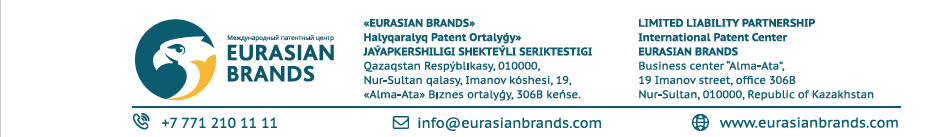 Международный патентный центр
EURASIAN
BRANDS
«EURASIAN BRANDS»
Halyqaralyq Patent Ortalyǵy»
JAÝAPKERSHILIGI SHEKTEÝLI SERIKTESTIGI
Qazaqstan Respýblıkasy, 010000,
Nur-Sultan qalasy, Imanov kóshesi, 19,
«Alma-Ata» Bıznes ortalyǵy, 306B keńse.
LIMITED LIABILITY PARTNERSHIP
International Patent Center
EURASIAN BRANDS
Business center "Alma-Ata",
19 Imanov street, office 306B
Nur-Sultan, 010000, Republic of Kazakhstan
+7 771 210 11 11
info@eurasianbrands.com
www.eurasianbrands.com